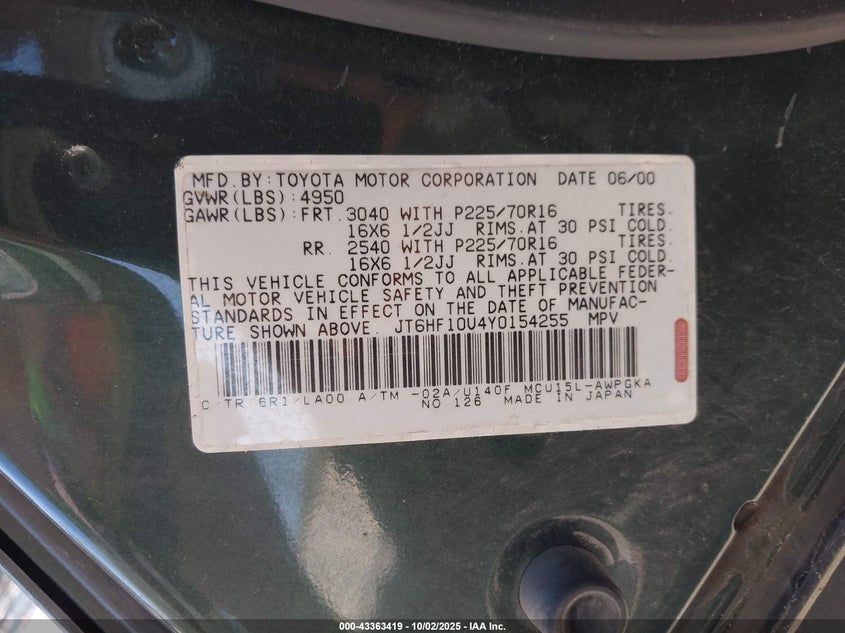 MFD. BY: TOYOTA MOTOR CORPORATION DATE 06/00
GVWR(LBS): 4950
GAWR(LBS): FRT. 3040 WITH P225/70R16 TIRES.
16X6 1/2JJ RIMS. AT 30 PSI COLD.
RR. 2540 WITH P225/70R16 TIRES.
16X6 1/2JJ RIMS. AT 30 PSI COLD.
THIS VEHICLE CONFORMS TO ALL APPLICABLE FEDER-
AL MOTOR VEHICLE SAFETY AND THEFT PREVENTION
STANDARDS IN EFFECT ON THE DATE OF MANUFAC-
TURE SHOWN ABOVE. JT6HF10U4Y0154255 MPV
C/TR 6R1/LA00 A/TM -02A/U140F MCU15L-AWPGKA
NO 126 MADE IN JAPAN
000-43363419 - 10/02/2025 - IAA Inc.